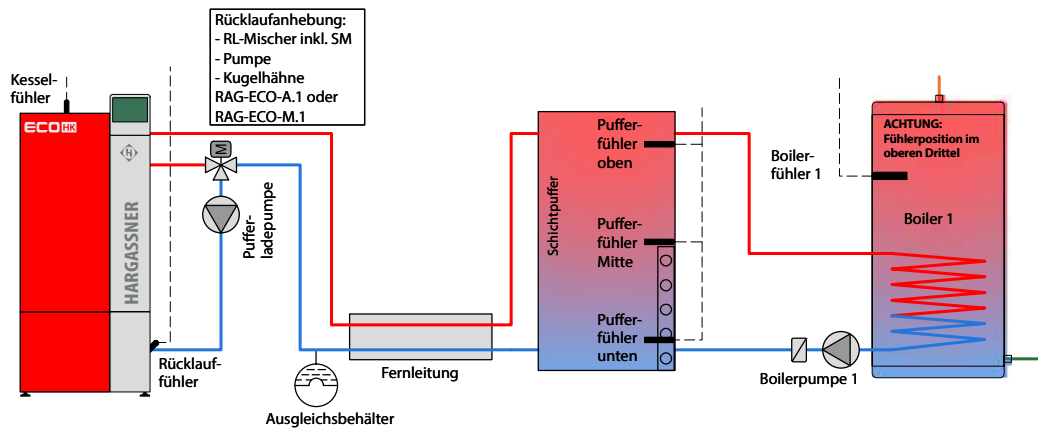 Rücklaufanhebung:
- RL-Mischer inkl. SM
- Pumpe
- Kugelhähne
RAG-ECO-A.1 oder
RAG-ECO-M.1
Kessel-
fühler
ECO HK
H
HARGASSNER
M
Puffer-
ladepumpe
Rücklauf-
fühler
Ausgleichsbehälter
Fernleitung
Schichtpuffer
Puffer-
fühler
oben
Puffer-
fühler
Mitte
Puffer-
fühler
unten
Boiler-
fühler 1
ACHTUNG:
Fühlerposition im
oberen Drittel
Boiler 1
Boilerpumpe 1